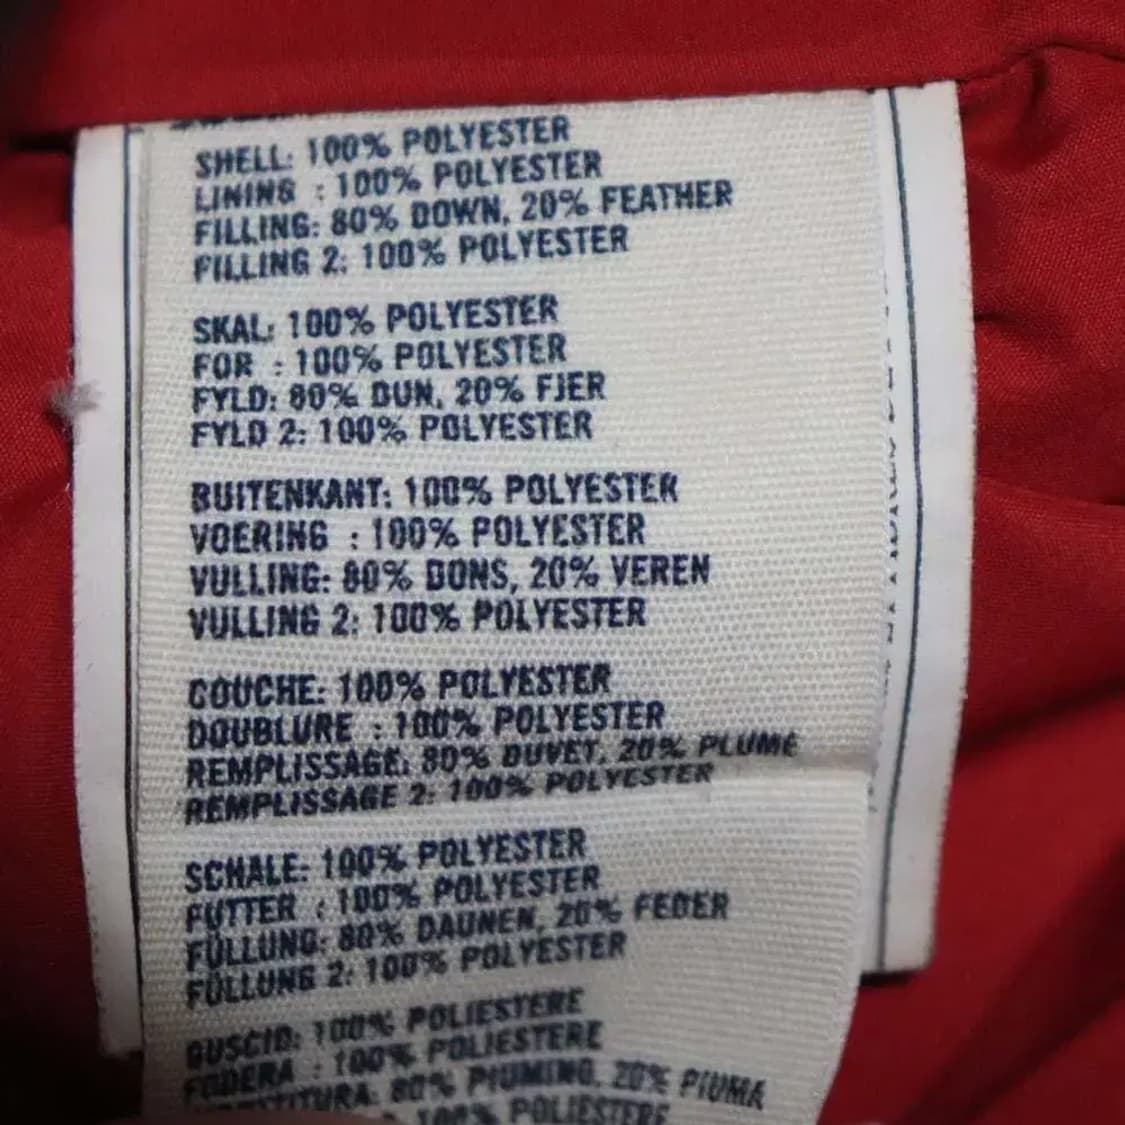 SHELL: 100% POLYESTER
LINING : 100% POLYESTER
FILLING: 80% DOWN, 20% FEATHER
FILLING 2: 100% POLYESTER
SKAL: 100% POLYESTER
FOR : 100% POLYESTER
FYLD: 80% DUN, 20% FJER
FYLD 2: 100% POLYESTER
BUITENKANT: 100% POLYESTER
VOERING : 100% POLYESTER
VULLING: 80% DONS, 20% VEREN
VULLING 2: 100% POLYESTER
COUCHE: 100% POLYESTER
DOUBLURE : 100% POLYESTER
REMPLISSAGE: 80% DUVET, 20% PLUME
REMPLISSAGE 2: 100% POLYESTER
SCHALE: 100% POLYESTER
FUTTER : 100% POLYESTER
FÜLLUNG: 80% DAUNEN, 20% FEDER
FÜLLUNG 2: 100% POLYESTER
GUSCIO: 100% POLIESTERE
FODERA : 100% POLIESTERE
80% PIUMINO, 20% PIUMA
100% POLIESTERE